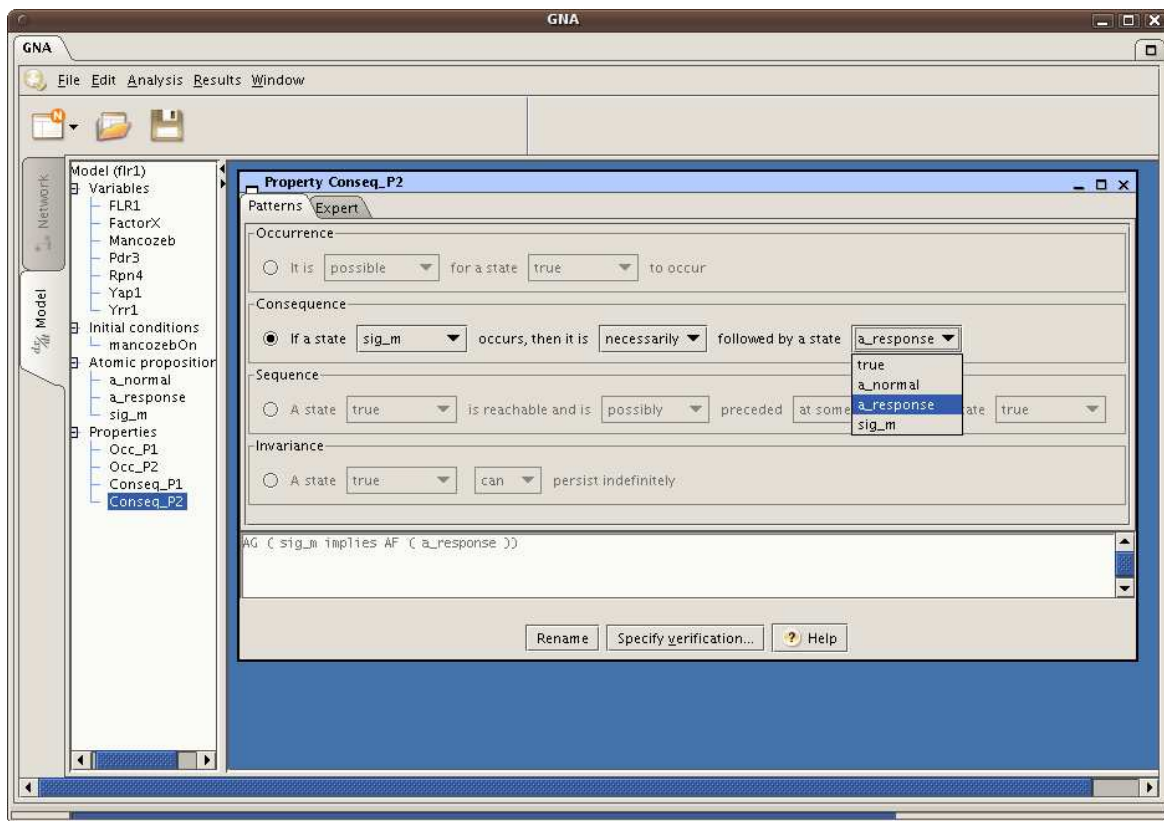 GNA
GNA
File Edit Analysis Results Window
Network
Model
Model (flr1)
Variables
FLR1
FactorX
Mancozeb
Pdr3
Rpn4
Yap1
Yrr1
Initial conditions
mancozebOn
Atomic proposition
a_normal
a_response
sig_m
Properties
Occ_P1
Occ_P2
Conseq_P1
Conseq_P2
Property Conseq_P2
Patterns Expert
Occurrence
It is possible for a state true to occur
Consequence
If a state sig_m occurs, then it is necessarily followed by a state a_response
true
a_normal
a_response
sig_m
Sequence
A state true is reachable and is possibly preceded at some ate true
Invariance
A state true can persist indefinitely
AG ( sig_m implies AF ( a_response ))
Rename Specify verification... ? Help